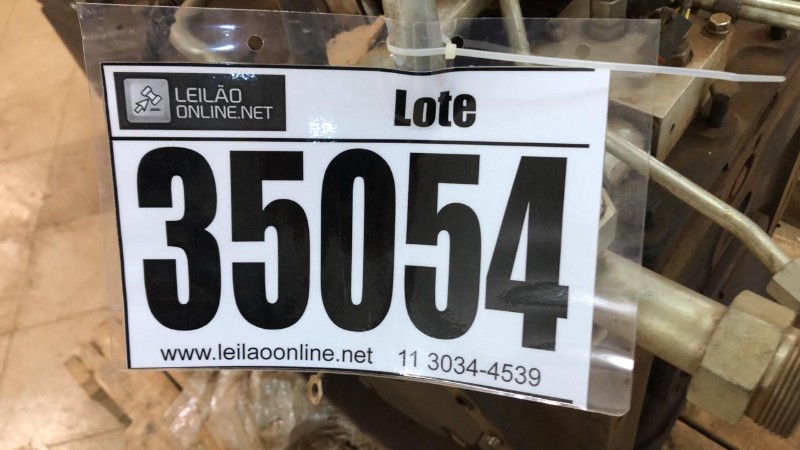 LEILÃO
ONLINE.NET
Lote
35054
www.leilaoonline.net 11 3034-4539